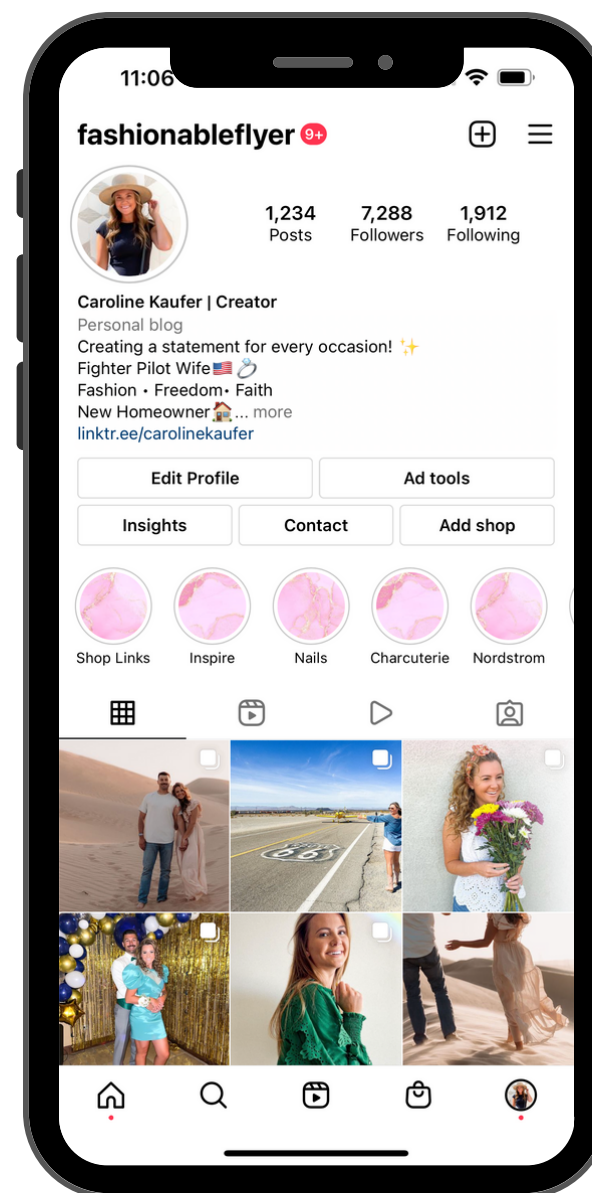 11:06
fashionableflyer 9+
1,234 7,288 1,912
Posts Followers Following
Caroline Kaufer | Creator
Personal blog
Creating a statement for every occasion! ✨
Fighter Pilot Wife🇺🇸 💍
Fashion • Freedom• Faith
New Homeowner🏠... more
linktr.ee/carolinekaufer
Edit Profile Ad tools
Insights Contact Add shop
Shop Links Inspire Nails Charcuterie Nordstrom
66